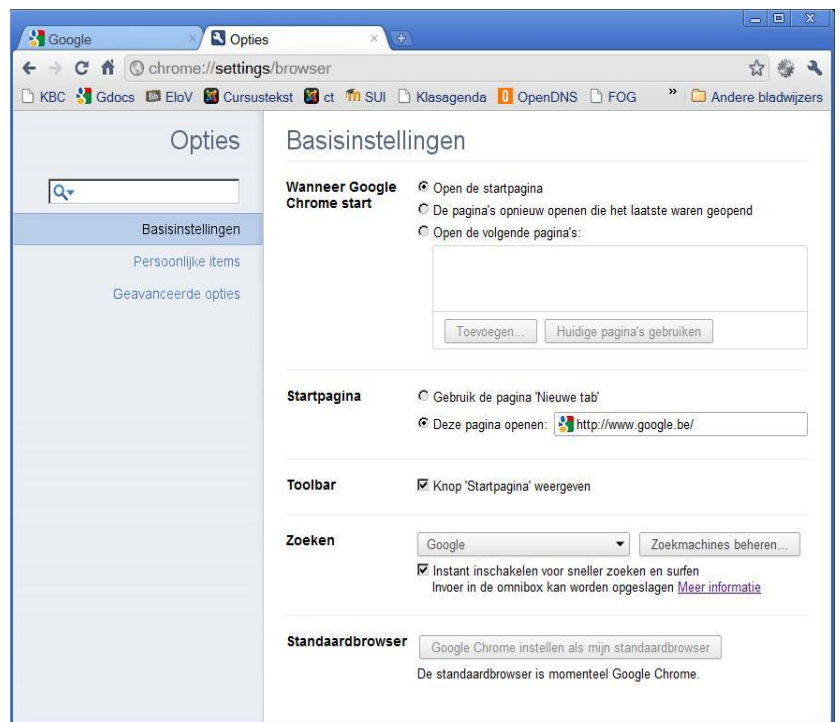 Google
Opties
chrome://settings/browser
KBC Gdocs Bb EloV Cursustekst ct SUI Klasagenda OpenDNS FOG » Andere bladwijzers
Opties
Basisinstellingen
Persoonlijke items
Geavanceerde opties
Basisinstellingen
Wanneer Google Chrome start
Open de startpagina
De pagina's opnieuw openen die het laatste waren geopend
Open de volgende pagina's:
Toevoegen... Huidige pagina's gebruiken
Startpagina
Gebruik de pagina 'Nieuwe tab'
Deze pagina openen: http://www.google.be/
Toolbar
Knop 'Startpagina' weergeven
Zoeken
Google Zoekmachines beheren...
Instant inschakelen voor sneller zoeken en surfen
Invoer in de omnibox kan worden opgeslagen Meer informatie
Standaardbrowser
Google Chrome instellen als mijn standaardbrowser
De standaardbrowser is momenteel Google Chrome.